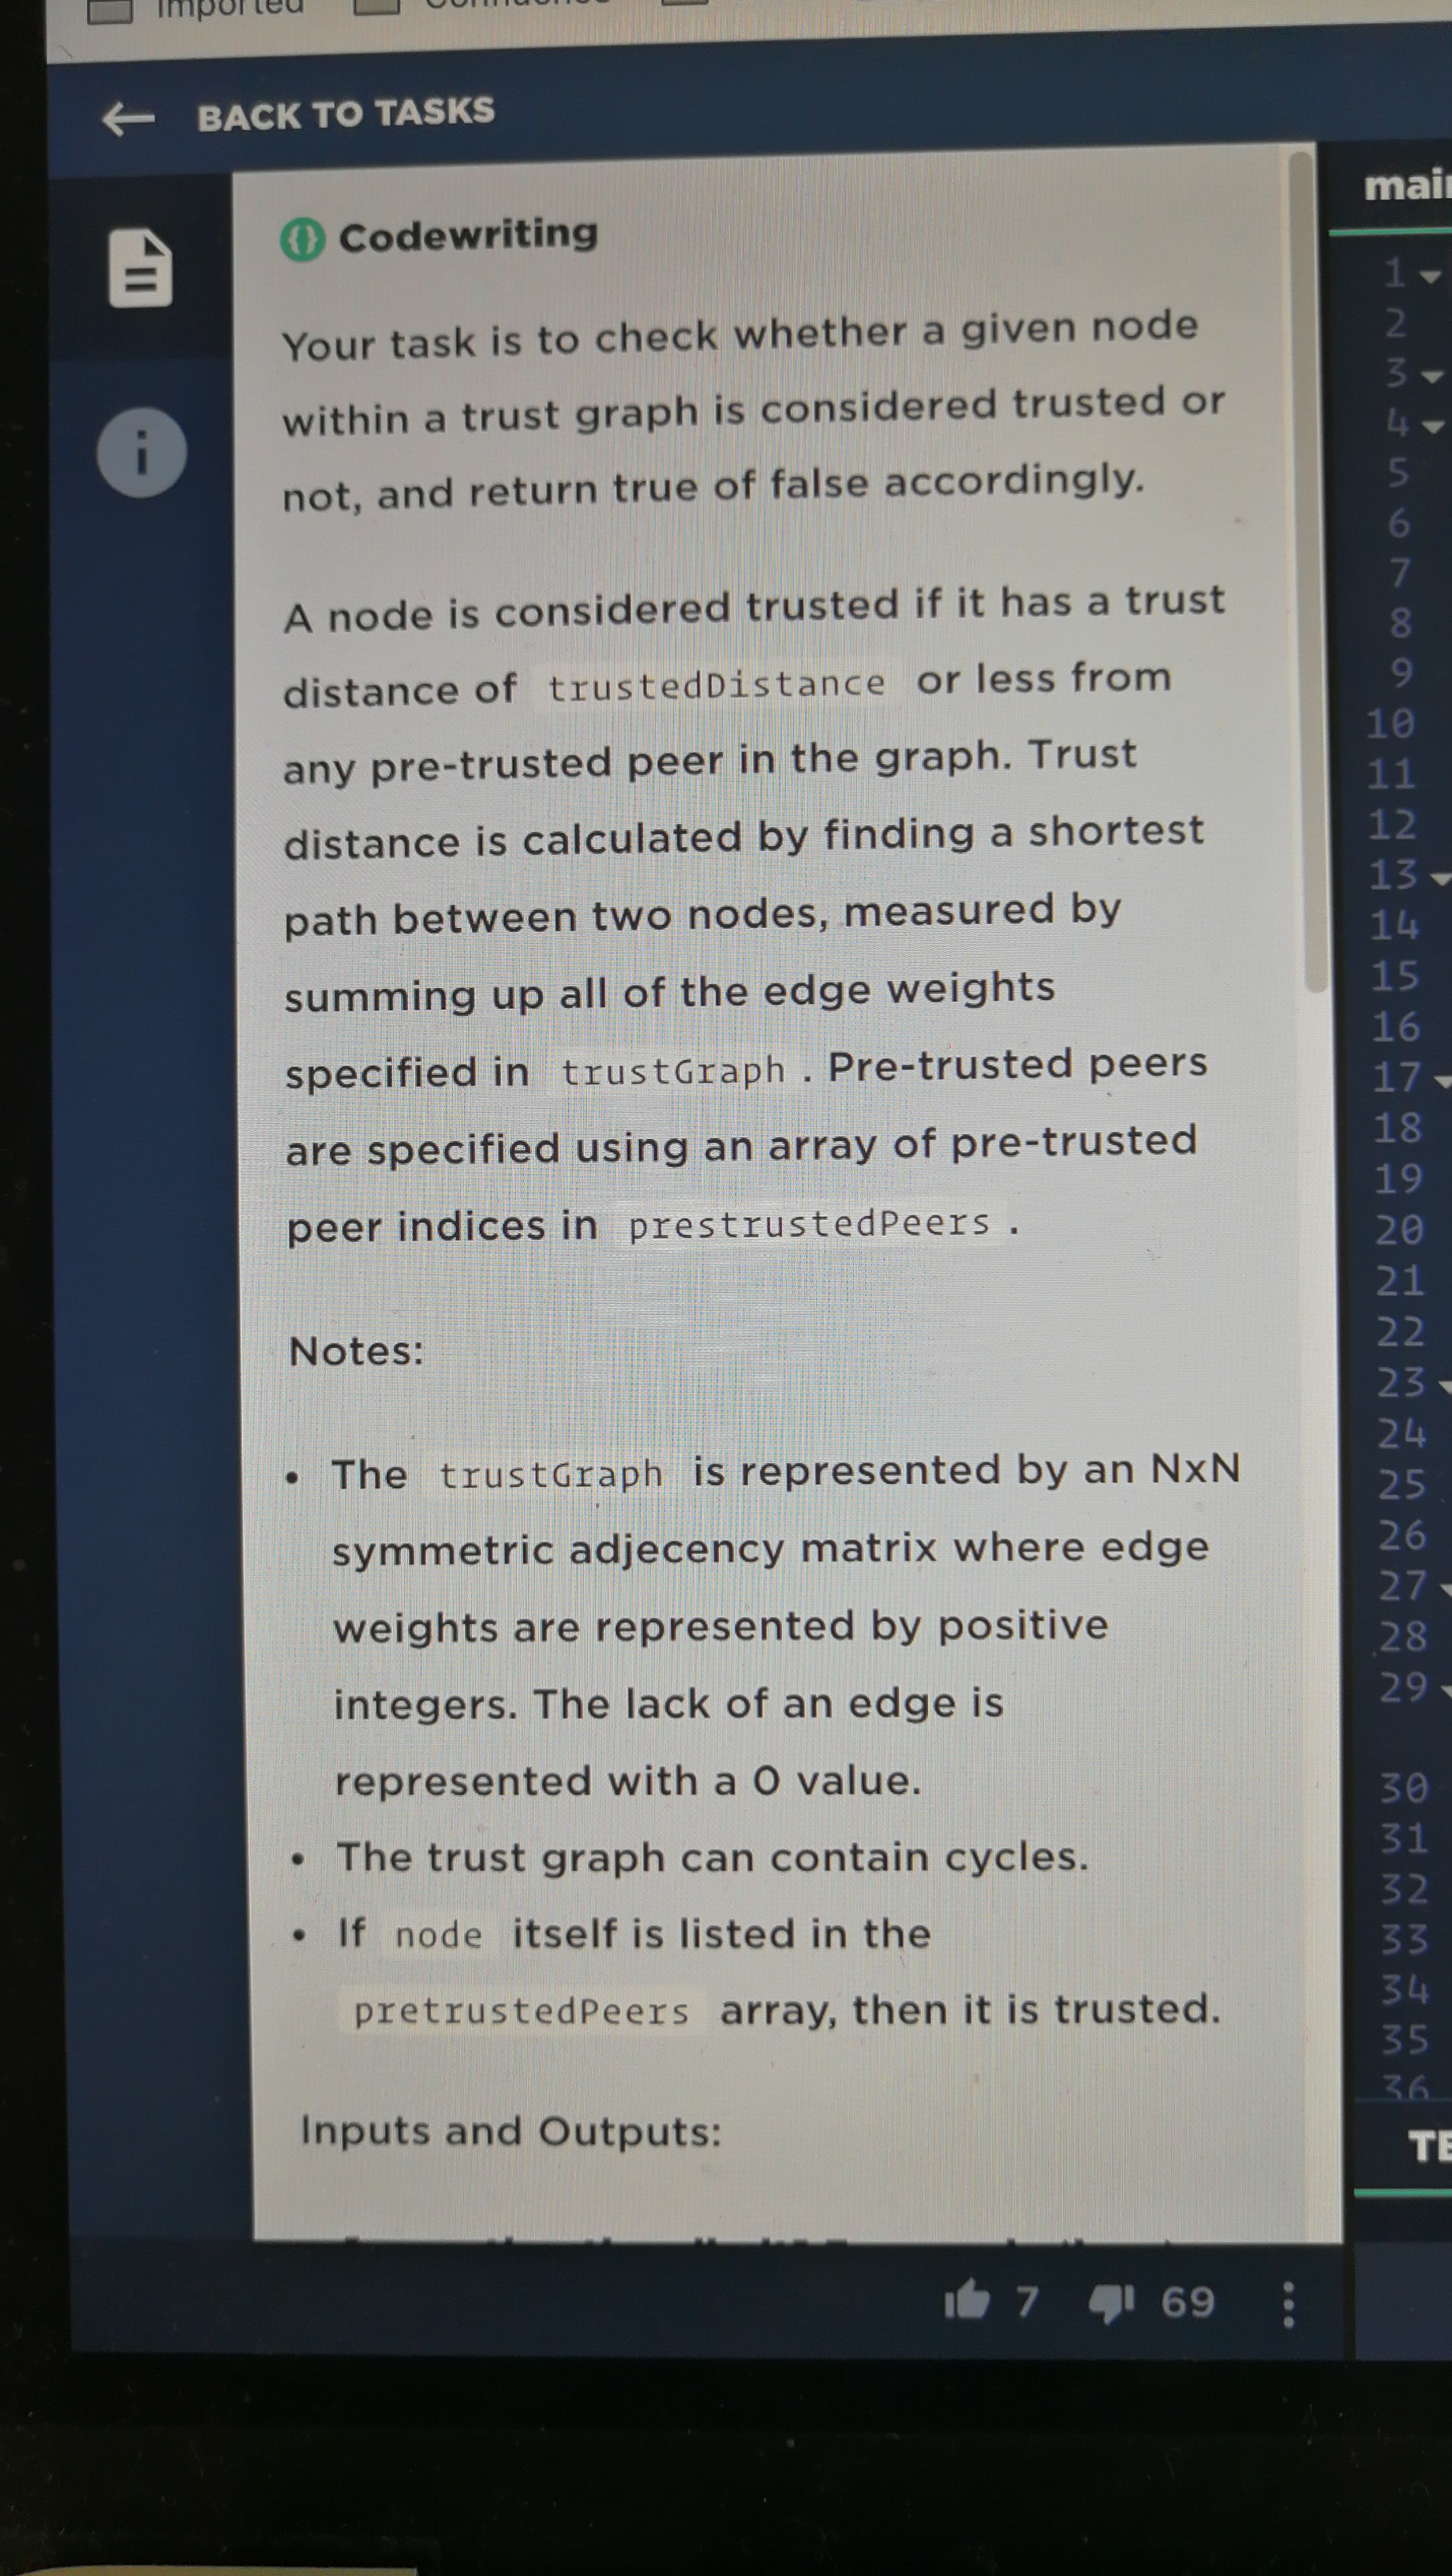 Imported
BACK TO TASKS
Codewriting
Your task is to check whether a given node
within a trust graph is considered trusted or
not, and return true of false accordingly.
A node is considered trusted if it has a trust
distance of trustedDistance or less from
any pre-trusted peer in the graph. Trust
distance is calculated by finding a shortest
path between two nodes, measured by
summing up all of the edge weights
specified in trustGraph . Pre-trusted peers
are specified using an array of pre-trusted
peer indices in prestrustedPeers .
Notes:
• The trustGraph is represented by an NxN
symmetric adjecency matrix where edge
weights are represented by positive
integers. The lack of an edge is
represented with a 0 value.
• The trust graph can contain cycles.
• If node itself is listed in the
pretrustedPeers array, then it is trusted.
Inputs and Outputs:
7 69
i
1
2
3
4
5
6
7
8
9
10
11
12
13
14
15
16
17
18
19
20
21
22
23
24
25
26
27
28
29
30
31
32
33
34
35
36